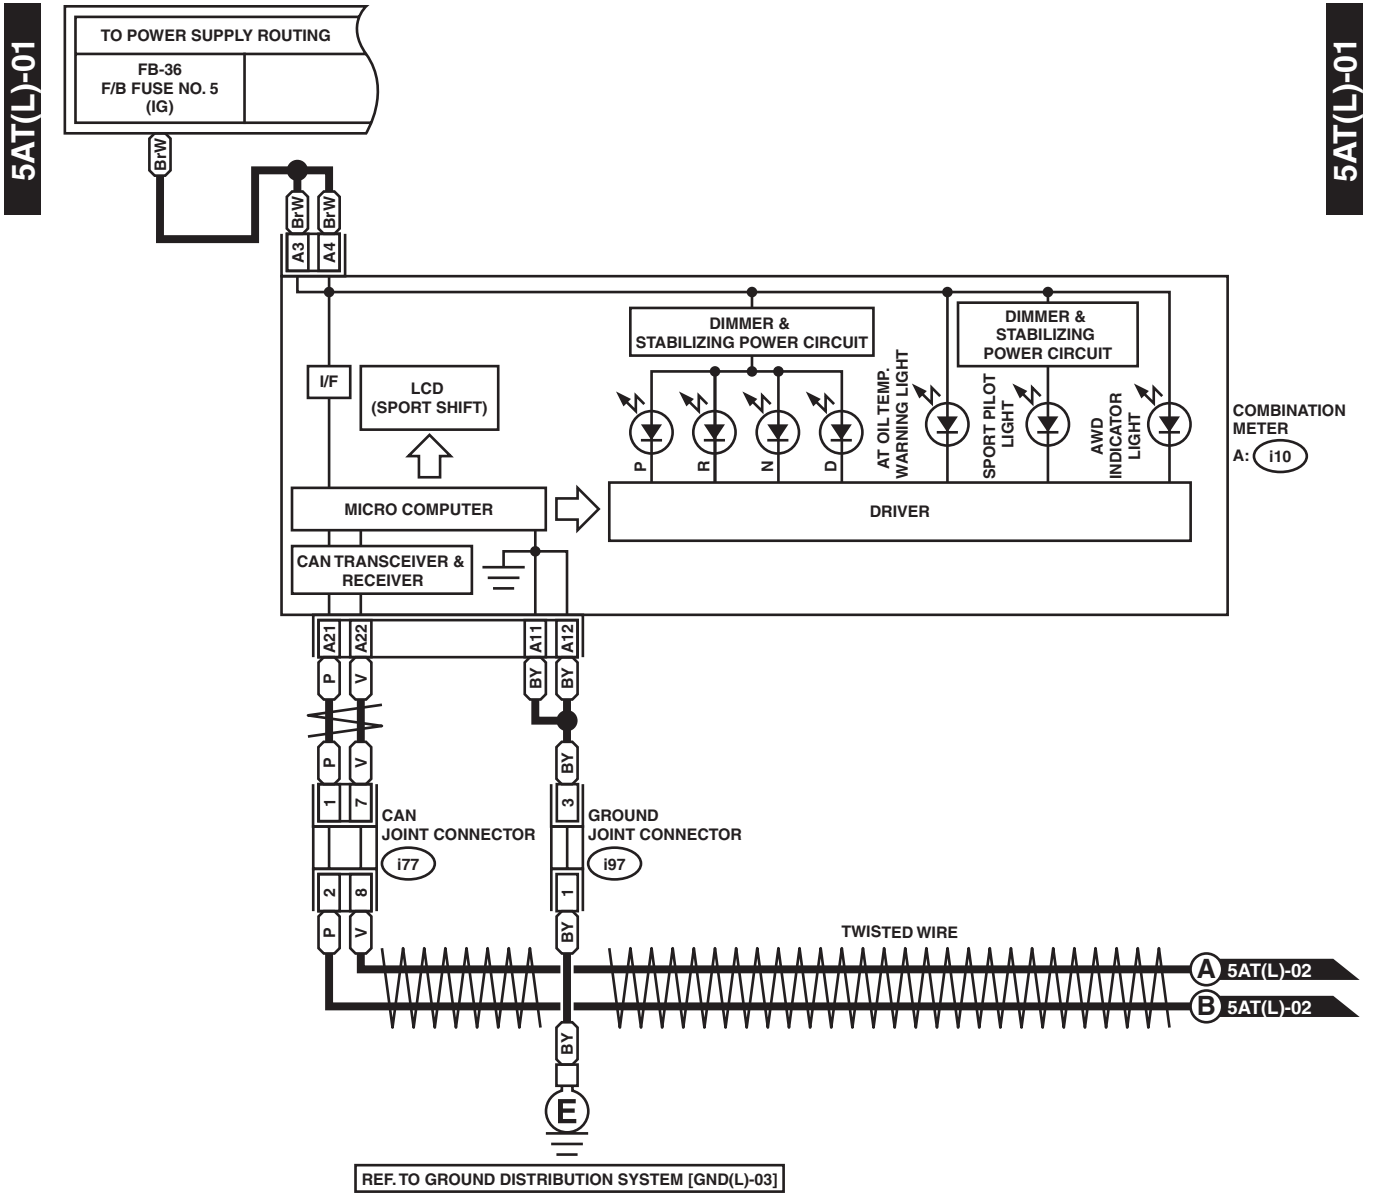 5AT(L)-01
5AT(L)-01
TO POWER SUPPLY ROUTING
FB-36
F/B FUSE NO. 5
(IG)
BrW
BrW
BrW
A3
A4
DIMMER &
STABILIZING POWER CIRCUIT
DIMMER &
STABILIZING
POWER CIRCUIT
I/F
LCD
(SPORT SHIFT)
P
R
N
D
AT OIL TEMP.
WARNING LIGHT
SPORT PILOT
LIGHT
AWD
INDICATOR
LIGHT
COMBINATION
METER
A: i10
MICRO COMPUTER
DRIVER
CAN TRANSCEIVER &
RECEIVER
A21
A22
A11
A12
P
V
BY
BY
P
V
BY
1
7
3
CAN
JOINT CONNECTOR
i77
GROUND
JOINT CONNECTOR
i97
2
8
1
P
V
BY
TWISTED WIRE
A 5AT(L)-02
B 5AT(L)-02
BY
E
REF. TO GROUND DISTRIBUTION SYSTEM [GND(L)-03]